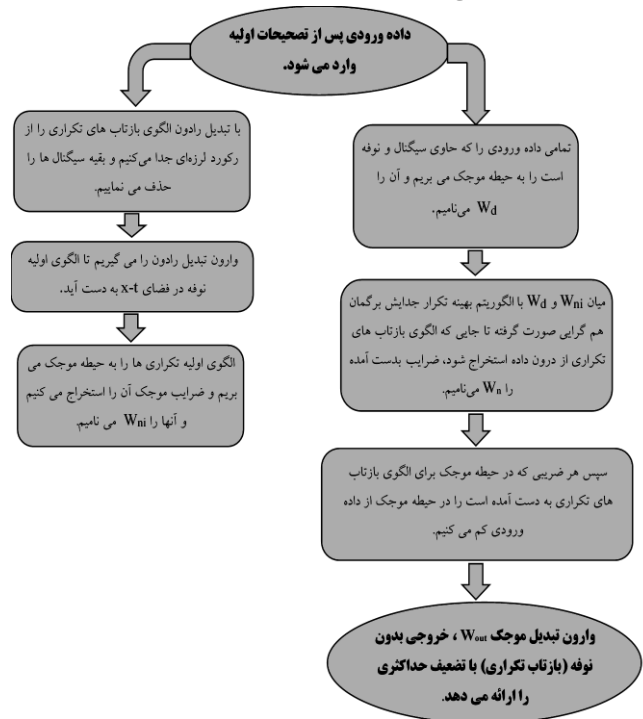 داده ورودی پس از تصحیحات اولیه
وارد می شود.
با تبدیل رادون الگوی بازتاب های تکراری را از
رکورد لرزه‌ای جدا می‌کنیم و بقیه سیگنال ها را
حذف می نماییم.
وارون تبدیل رادون را می گیریم تا الگوی اولیه
نوفه در فضای x-t به دست آید.
الگوی اولیه تکراری ها را به حیطه موجک می
بریم و ضرایب موجک آن را استخراج می کنیم
و آنها را Wni می نامیم.
تمامی داده ورودی را که حاوی سیگنال و نوفه
است را به حیطه موجک می بریم و آن را
Wd می‌نامیم.
میان Wni و Wd با الگوریتم بهینه تکرار جدایش برگمان
هم گرایی صورت گرفته تا جایی که الگوی بازتاب های
تکراری از درون داده استخراج شود، ضرایب بدست آمده
را Wn می‌نامیم.
سپس هر ضریبی که در حیطه موجک برای الگوی بازتاب
های تکراری به دست آمده است را در حیطه موجک از داده
ورودی کم می کنیم.
وارون تبدیل موجک Wout ، خروجی بدون
نوفه (بازتاب تکراری) با تضعیف حداکثری
را ارائه می دهد.